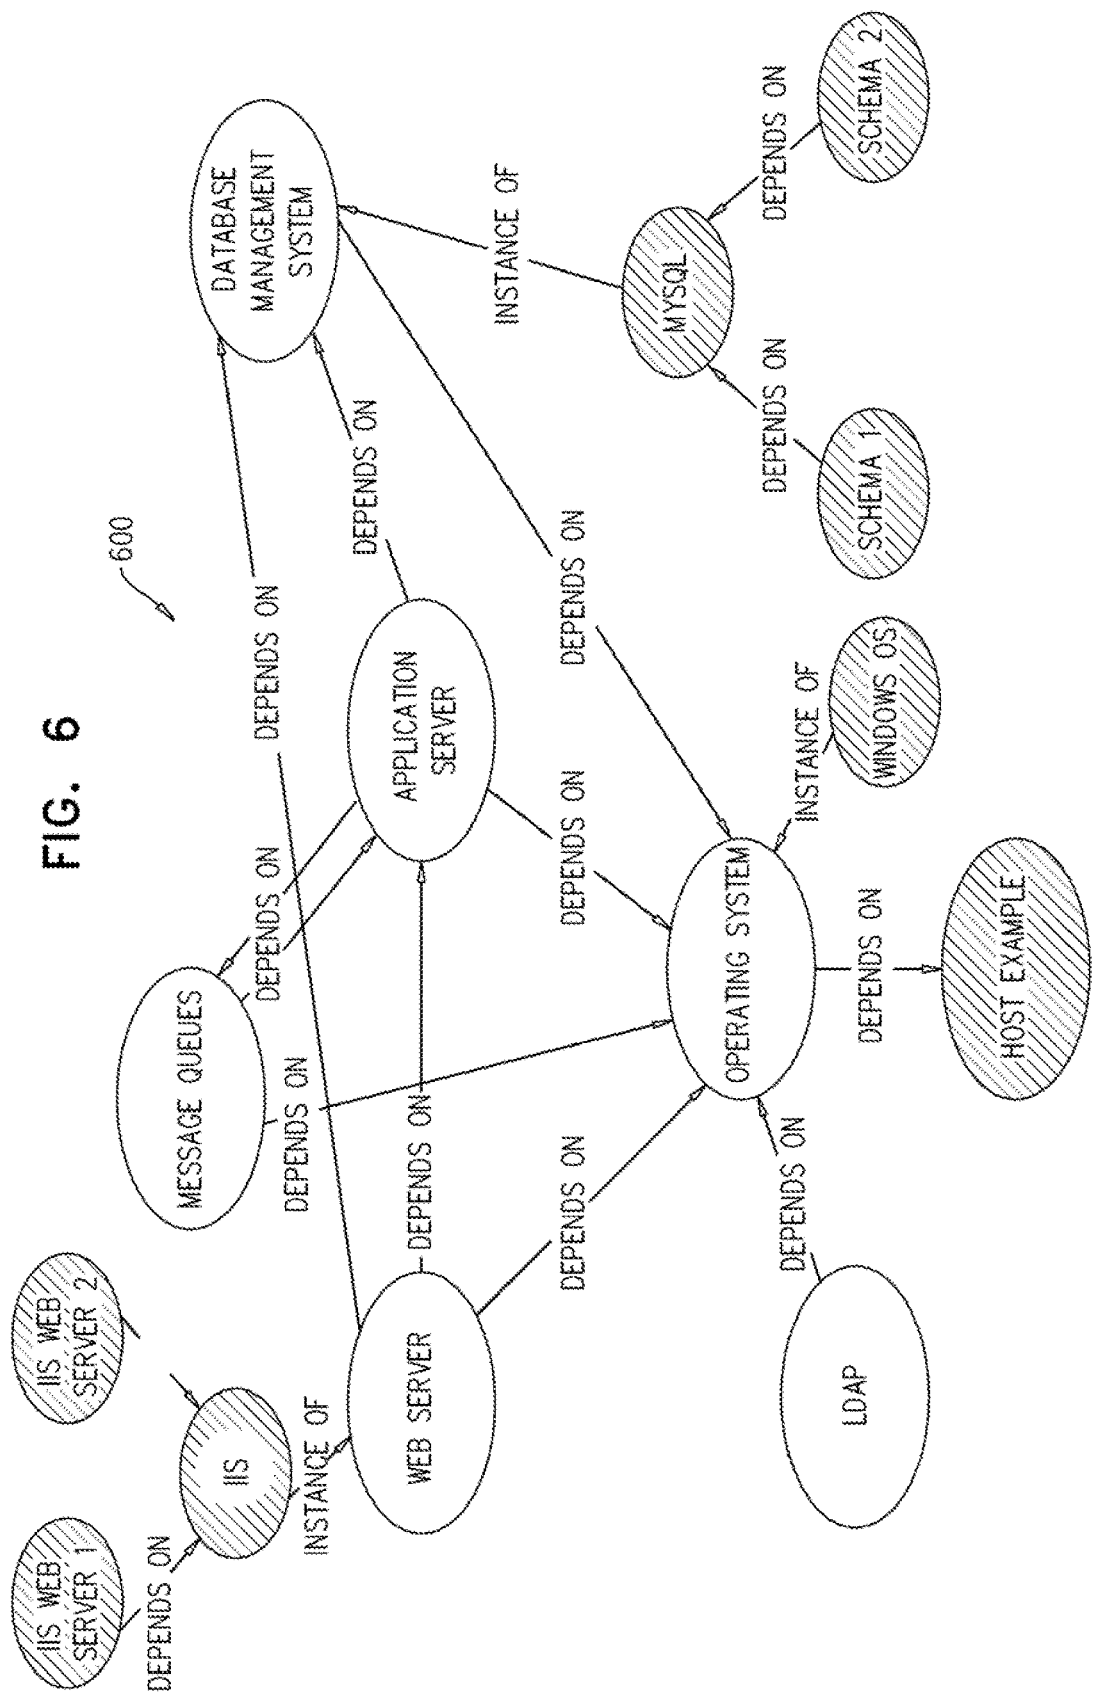 FIG. 6
600
IIS WEB
SERVER 1
IIS WEB
SERVER 2
DEPENDS ON
IIS
INSTANCE OF
MESSAGE QUEUES
DEPENDS ON
DEPENDS ON
DEPENDS ON
DATABASE
MANAGEMENT
SYSTEM
WEB SERVER
DEPENDS ON
APPLICATION
SERVER
DEPENDS ON
DEPENDS ON
DEPENDS ON
DEPENDS ON
INSTANCE OF
LDAP
DEPENDS ON
OPERATING SYSTEM
INSTANCE OF
WINDOWS OS
MYSQL
DEPENDS ON
DEPENDS ON
SCHEMA 1
SCHEMA 2
DEPENDS ON
HOST EXAMPLE